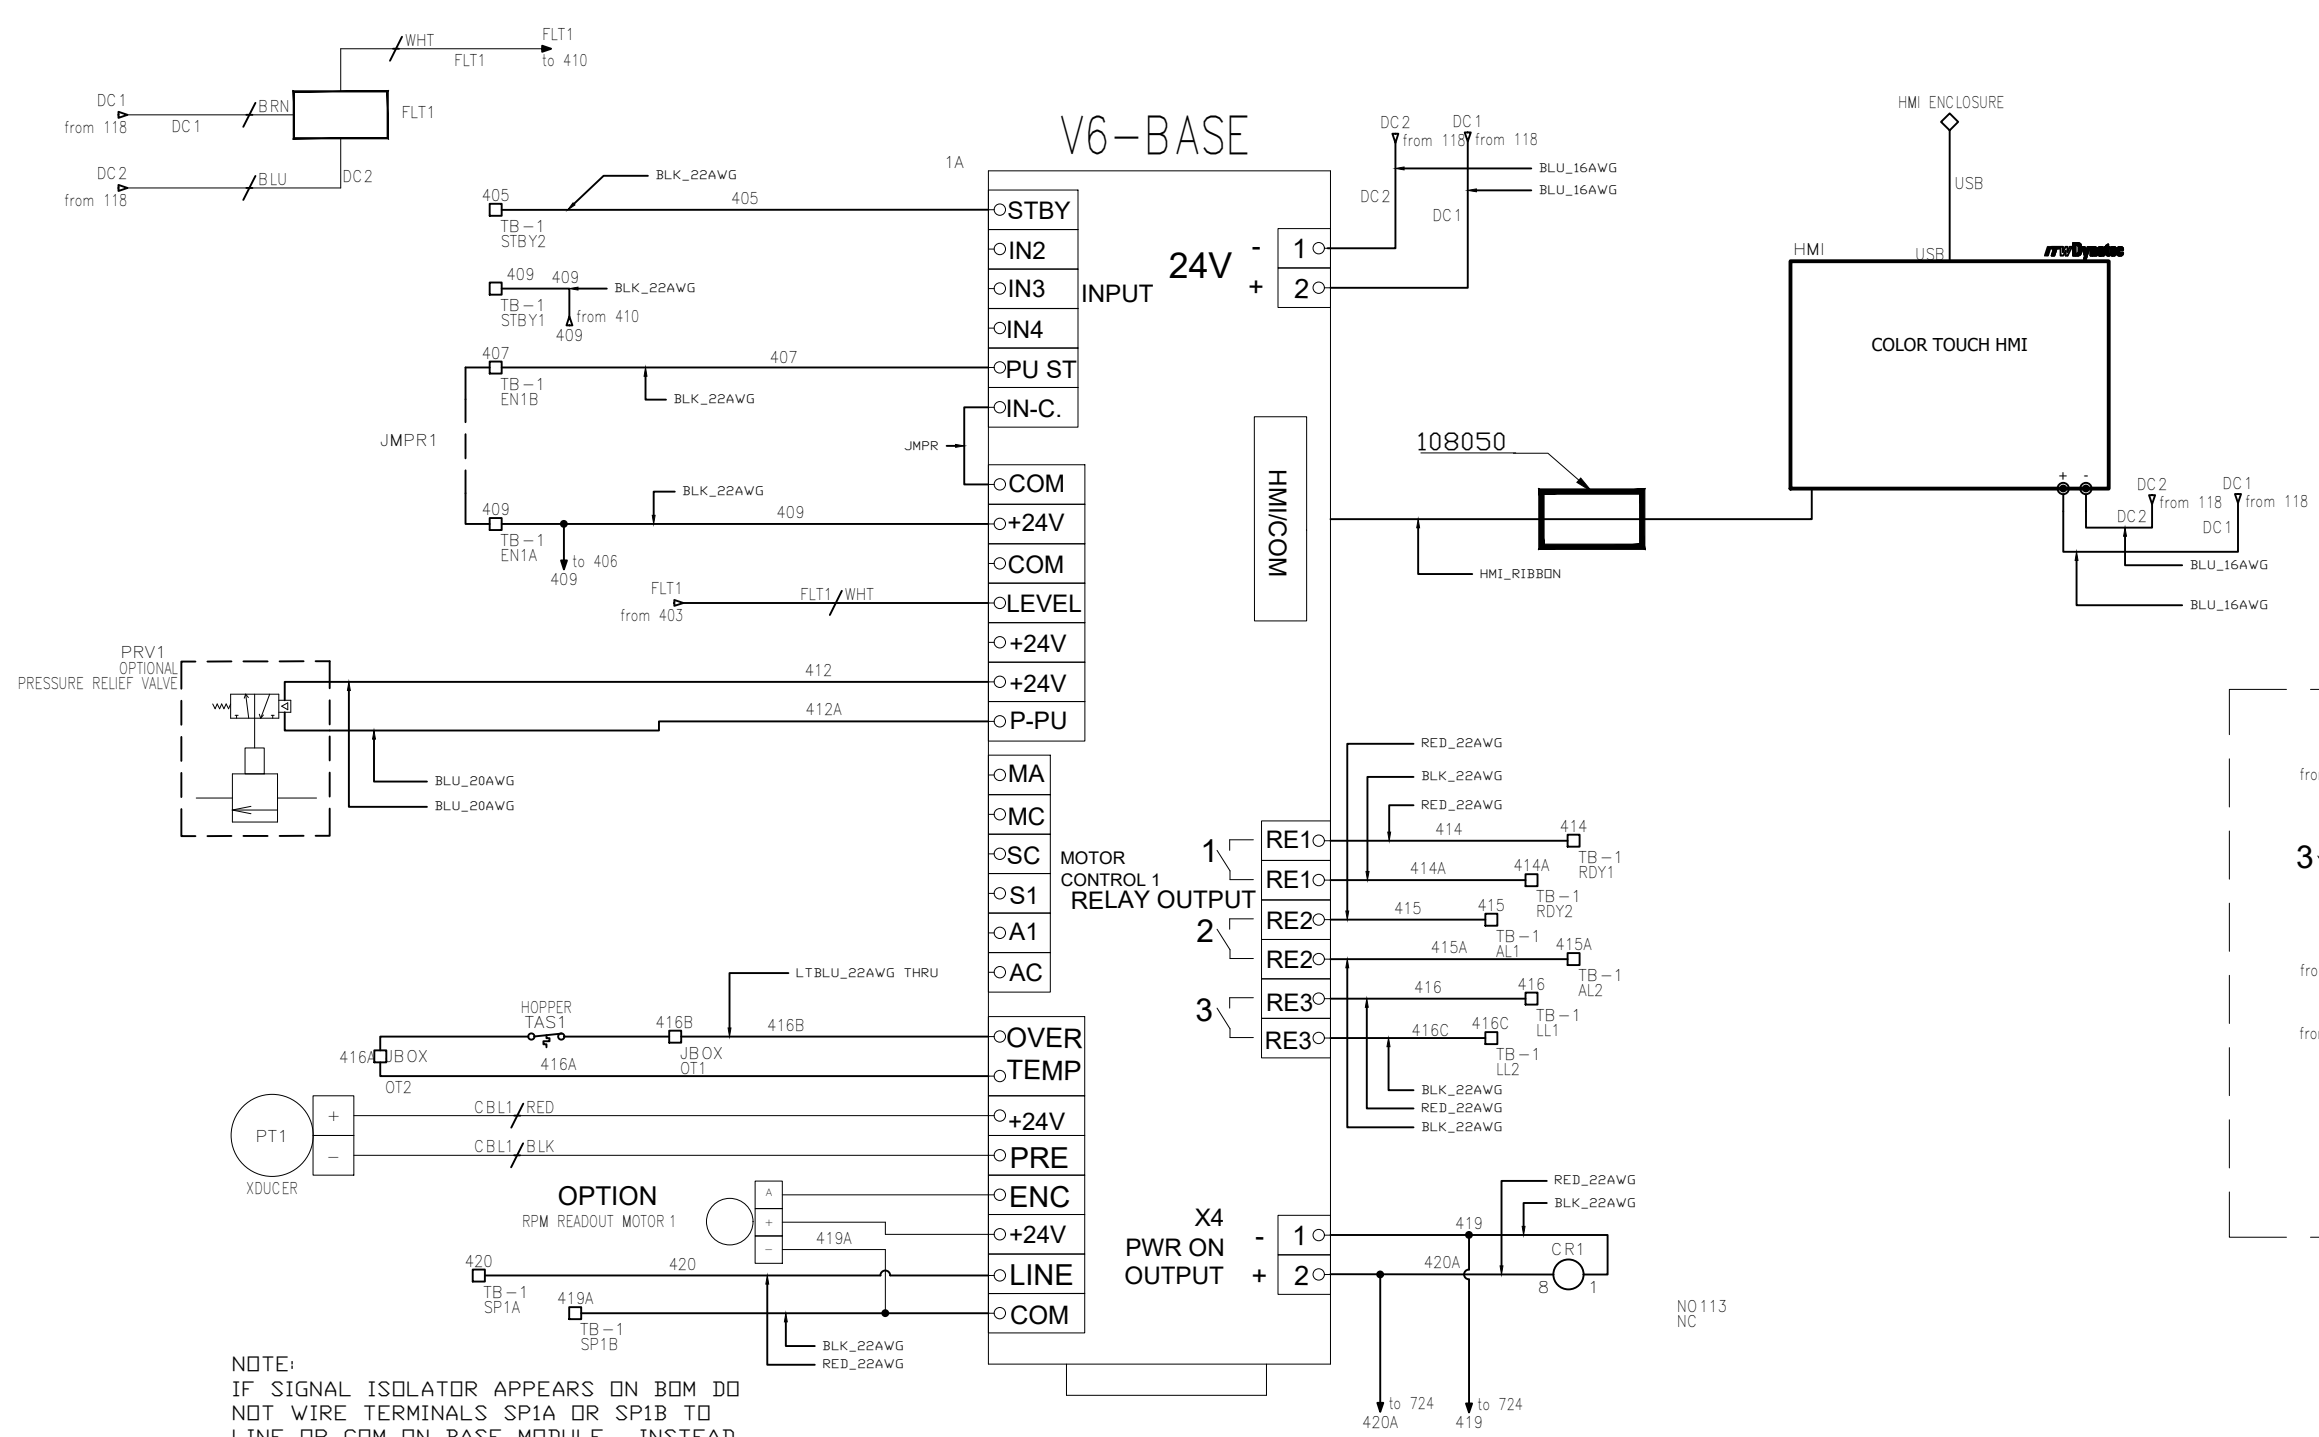 WHT
FLT1
FLT1
to 410
DC1
from 118
DC1
BRN
FLT1
DC2
from 118
BLU
DC2
V6-BASE
1A
BLK_22AWG
405
405
TB-1
STBY2
409
409
BLK_22AWG
TB-1
STBY1
from 410
409
407
407
TB-1
EN1B
BLK_22AWG
JMPR1
JMPR
BLK_22AWG
409
409
TB-1
EN1A
to 406
409
FLT1
from 403
FLT1
WHT
PRV1
OPTIONAL
PRESSURE RELIEF VALVE
412
412A
BLU_20AWG
BLU_20AWG
LTBLU_22AWG THRU
HOPPER
TAS1
416B
416B
416A
JBOX
OT2
416A
JBOX
OT1
CBL1
RED
CBL1
BLK
PT1
+
-
XDUCER
OPTION
RPM READOUT MOTOR 1
A
+
-
419A
420
420
TB-1
SP1A
419A
TB-1
SP1B
BLK_22AWG
RED_22AWG
NOTE:
IF SIGNAL ISOLATOR APPEARS ON BOM DO
NOT WIRE TERMINALS SP1A OR SP1B TO
LINE OR COM ON BASE MODULE. INSTEAD
STBY
IN2
IN3
IN4
PU ST
IN-C.
INPUT
COM
+24V
COM
LEVEL
+24V
+24V
P-PU
MA
MC
SC
S1
A1
AC
MOTOR
CONTROL 1
RELAY OUTPUT
OVER
TEMP
+24V
PRE
ENC
+24V
LINE
COM
24V
-
+
1
2
HMI/COM
1
2
3
RE1
RE1
RE2
RE2
RE3
RE3
X4
PWR ON
OUTPUT
-
+
1
2
DC2
from 118
DC1
from 118
BLU_16AWG
BLU_16AWG
DC2
DC1
108050
HMI_RIBBON
HMI ENCLOSURE
USB
HMI
USB
ITWDynatec
COLOR TOUCH HMI
+
-
DC2
from 118
DC1
from 118
DC2
DC1
BLU_16AWG
BLU_16AWG
RED_22AWG
BLK_22AWG
RED_22AWG
414
414
TB-1
RDY1
414A
414A
TB-1
RDY2
415
415
TB-1
AL1
415A
415A
TB-1
AL2
416
416
TB-1
LL1
416C
416C
TB-1
LL2
BLK_22AWG
RED_22AWG
BLK_22AWG
RED_22AWG
BLK_22AWG
419
420A
CR1
8
1
NO113
NC
to 724
420A
to 724
419
3